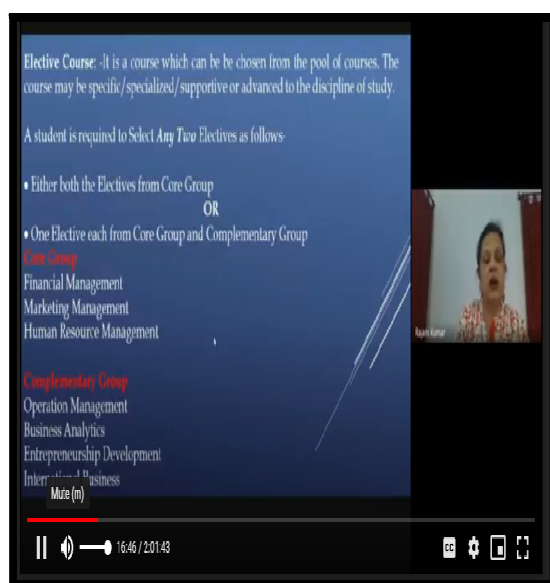 Elective Course: -It is a course which can be be chosen from the pool of courses. The
course may be specific/specialized/supportive or advanced to the discipline of study.
A student is required to Select Any Two Electives as follows-
• Either both the Electives from Core Group
OR
• One Elective each from Core Group and Complementary Group
Core Group
Financial Management
Marketing Management
Human Resource Management
Complementary Group
Operation Management
Business Analytics
Entrepreneurship Development
International Business
Rajani Kumar
Mute (m)
16:46 / 2:01:43
CC